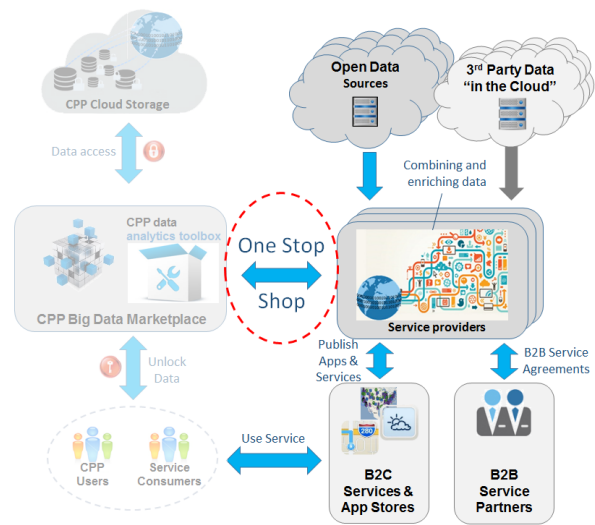 Open Data
Sources
3rd Party Data
“in the Cloud”
CPP Cloud Storage
Data access
Combining and
enriching data
CPP data
analytics toolbox
One Stop
Shop
CPP Big Data Marketplace
Service providers
Unlock
Data
Publish
Apps &
Services
B2B Service
Agreements
280
Use Service
CPP
Users
Service
Consumers
B2C
Services &
App Stores
B2B
Service
Partners